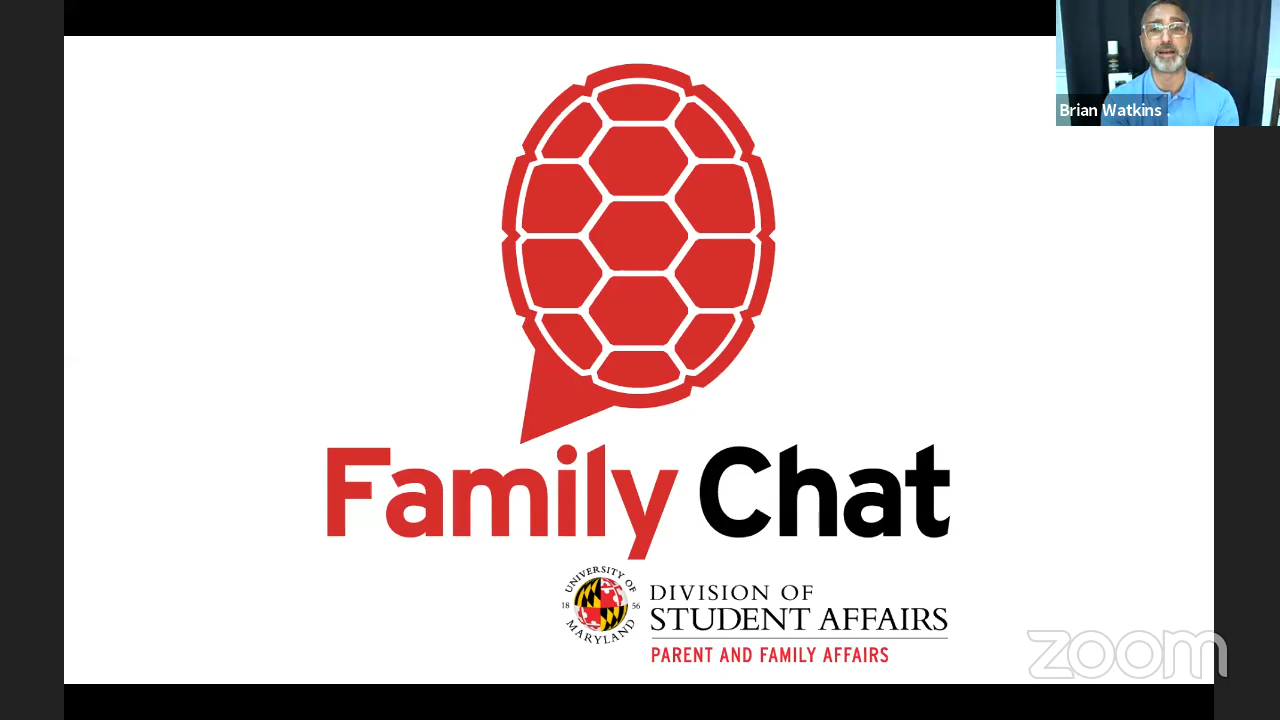 Brian Watkins
Family Chat
UNIVERSITY OF
18 56
MARYLAND
DIVISION OF
STUDENT AFFAIRS
PARENT AND FAMILY AFFAIRS
zoom